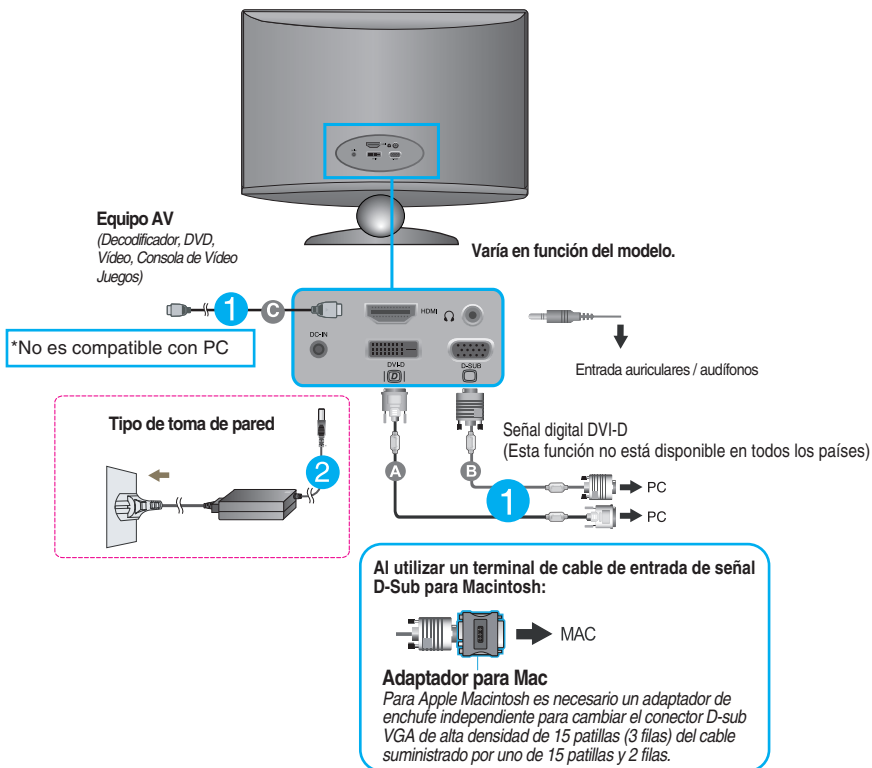 Equipo AV
(Decodificador, DVD,
Vídeo, Consola de Vídeo
Juegos)
Varía en función del modelo.
1
C
HDMI
*No es compatible con PC
DC-IN
DVI-D
D
D-SUB
Entrada auriculares / audífonos
Tipo de toma de pared
2
Señal digital DVI-D
(Esta función no está disponible en todos los países)
A
B
1
PC
PC
Al utilizar un terminal de cable de entrada de señal
D-Sub para Macintosh:
MAC
Adaptador para Mac
Para Apple Macintosh es necesario un adaptador de
enchufe independiente para cambiar el conector D-sub
VGA de alta densidad de 15 patillas (3 filas) del cable
suministrado por uno de 15 patillas y 2 filas.